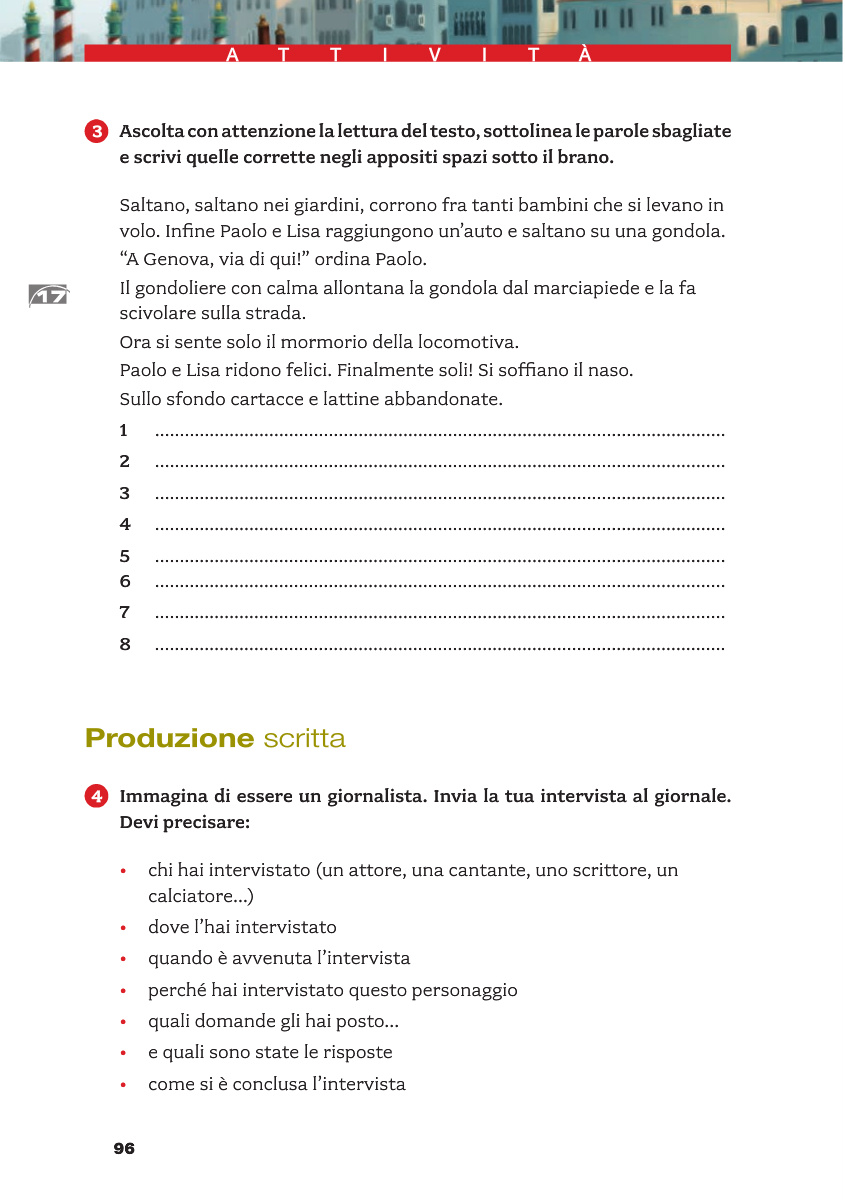 ATTIVITÀ
3 Ascolta con attenzione la lettura del testo, sottolinea le parole sbagliate
e scrivi quelle corrette negli appositi spazi sotto il brano.
Saltano, saltano nei giardini, corrono fra tanti bambini che si levano in
volo. Infine Paolo e Lisa raggiungono un’auto e saltano su una gondola.
“A Genova, via di qui!” ordina Paolo.
17
Il gondoliere con calma allontana la gondola dal marciapiede e la fa
scivolare sulla strada.
Ora si sente solo il mormorio della locomotiva.
Paolo e Lisa ridono felici. Finalmente soli! Si soffiano il naso.
Sullo sfondo cartacce e lattine abbandonate.
1 ....................................................................................................................
2 ....................................................................................................................
3 ....................................................................................................................
4 ....................................................................................................................
5 ....................................................................................................................
6 ....................................................................................................................
7 ....................................................................................................................
8 ....................................................................................................................
Produzione scritta
4 Immagina di essere un giornalista. Invia la tua intervista al giornale.
Devi precisare:
• chi hai intervistato (un attore, una cantante, uno scrittore, un
calciatore...)
• dove l’hai intervistato
• quando è avvenuta l’intervista
• perché hai intervistato questo personaggio
• quali domande gli hai posto...
• e quali sono state le risposte
• come si è conclusa l’intervista
96